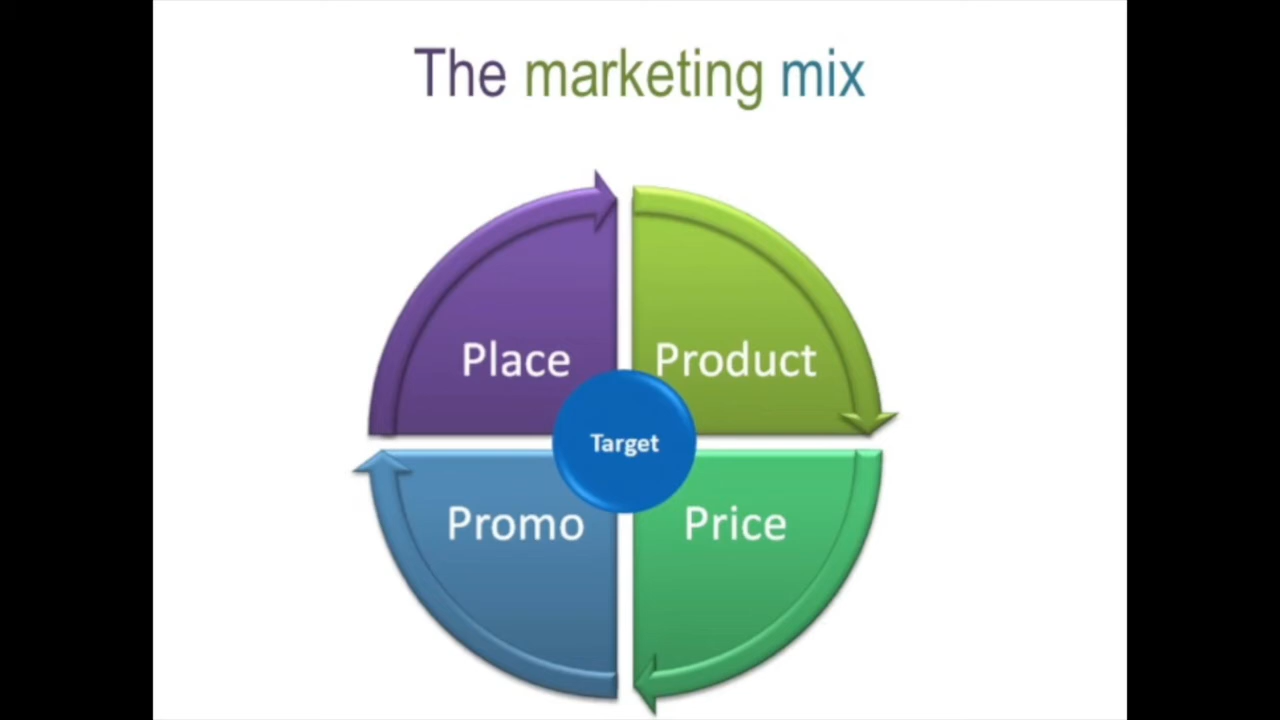 The marketing mix
Place
Product
Target
Promo
Price